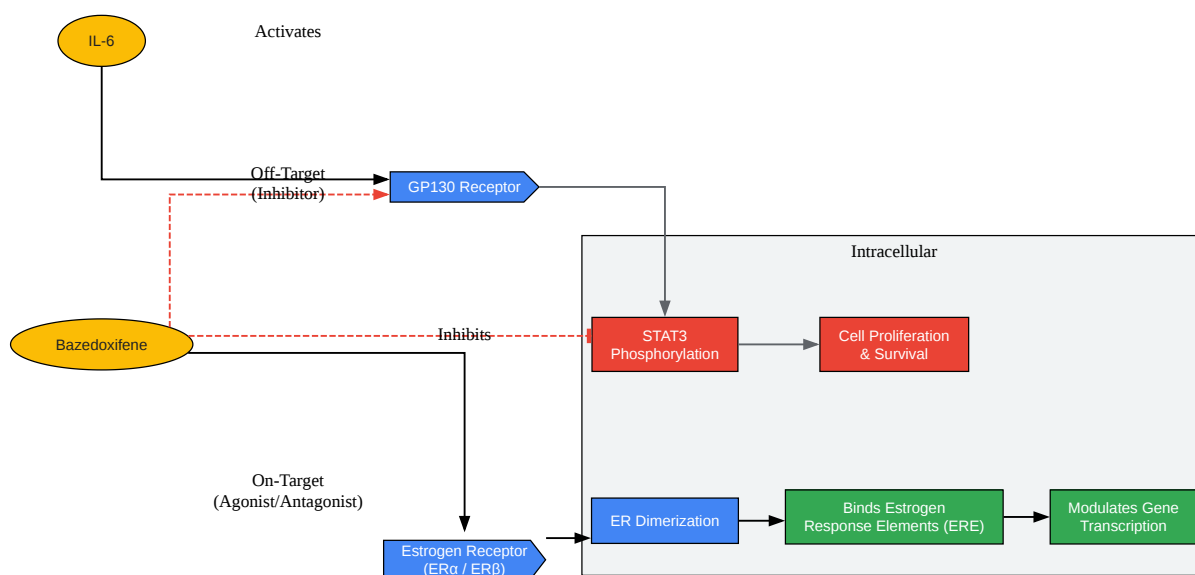 IL-6
Activates
Off-Target
(Inhibitor)
GP130 Receptor
Intracellular
Bazedoxifene
Inhibits
STAT3
Phosphorylation
Cell Proliferation
& Survival
On-Target
(Agonist/Antagonist)
ER Dimerization
Binds Estrogen
Response Elements (ERE)
Modulates Gene
Transcription
Estrogen Receptor
(ERα / ERβ)